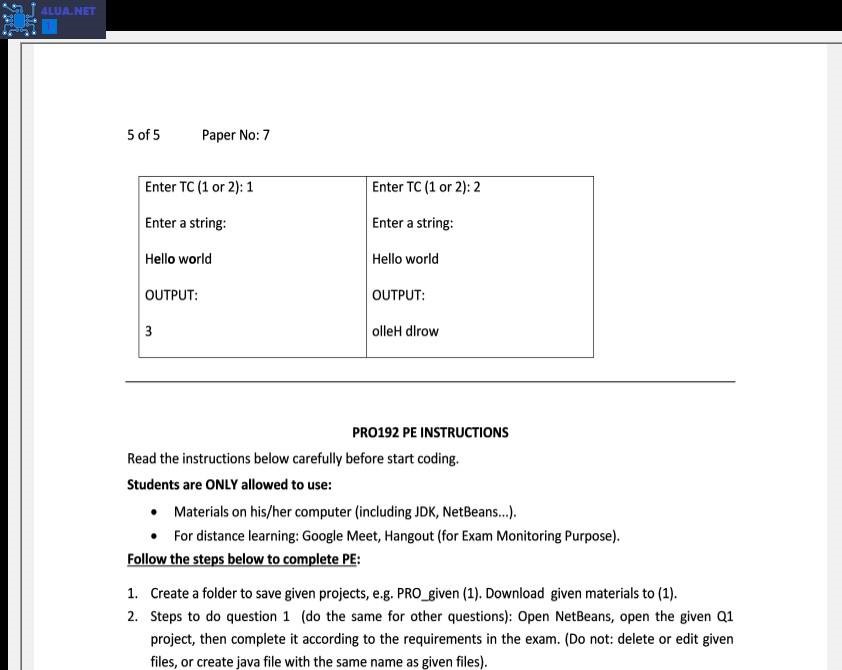 4LUA.NET
5 of 5 Paper No: 7
Enter TC (1 or 2): 1
Enter a string:
Hello world
OUTPUT:
3
Enter TC (1 or 2): 2
Enter a string:
Hello world
OUTPUT:
olleH dlrow
PRO192 PE INSTRUCTIONS
Read the instructions below carefully before start coding.
Students are ONLY allowed to use:
• Materials on his/her computer (including JDK, NetBeans...).
• For distance learning: Google Meet, Hangout (for Exam Monitoring Purpose).
Follow the steps below to complete PE:
1. Create a folder to save given projects, e.g. PRO_given (1). Download given materials to (1).
2. Steps to do question 1 (do the same for other questions): Open NetBeans, open the given Q1
project, then complete it according to the requirements in the exam. (Do not: delete or edit given
files, or create java file with the same name as given files).